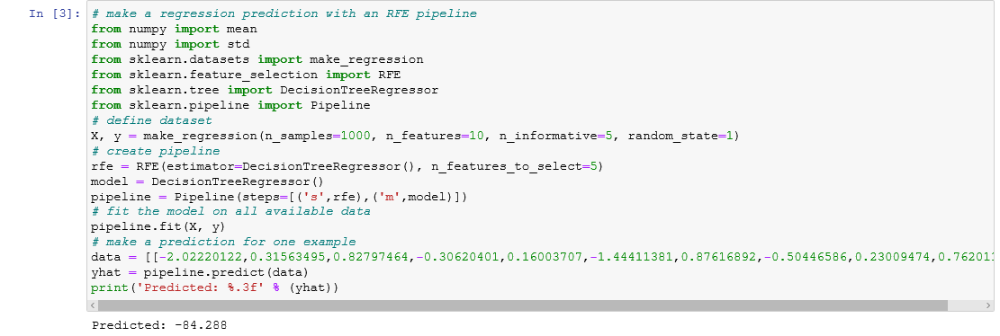 In [3]: # make a regression prediction with an RFE pipeline
from numpy import mean
from numpy import std
from sklearn.datasets import make_regression
from sklearn.feature_selection import RFE
from sklearn.tree import DecisionTreeRegressor
from sklearn.pipeline import Pipeline
# define dataset
X, y = make_regression(n_samples=1000, n_features=10, n_informative=5, random_state=1)
# create pipeline
rfe = RFE(estimator=DecisionTreeRegressor(), n_features_to_select=5)
model = DecisionTreeRegressor()
pipeline = Pipeline(steps=[('s',rfe),('m',model)])
# fit the model on all available data
pipeline.fit(X, y)
# make a prediction for one example
data = [[-2.02220122,0.31563495,0.82797464,-0.30620401,0.16003707,-1.44411381,0.87616892,-0.50446586,0.23009474,0.76201
yhat = pipeline.predict(data)
print('Predicted: %.3f' % (yhat))
Predicted: -84.288